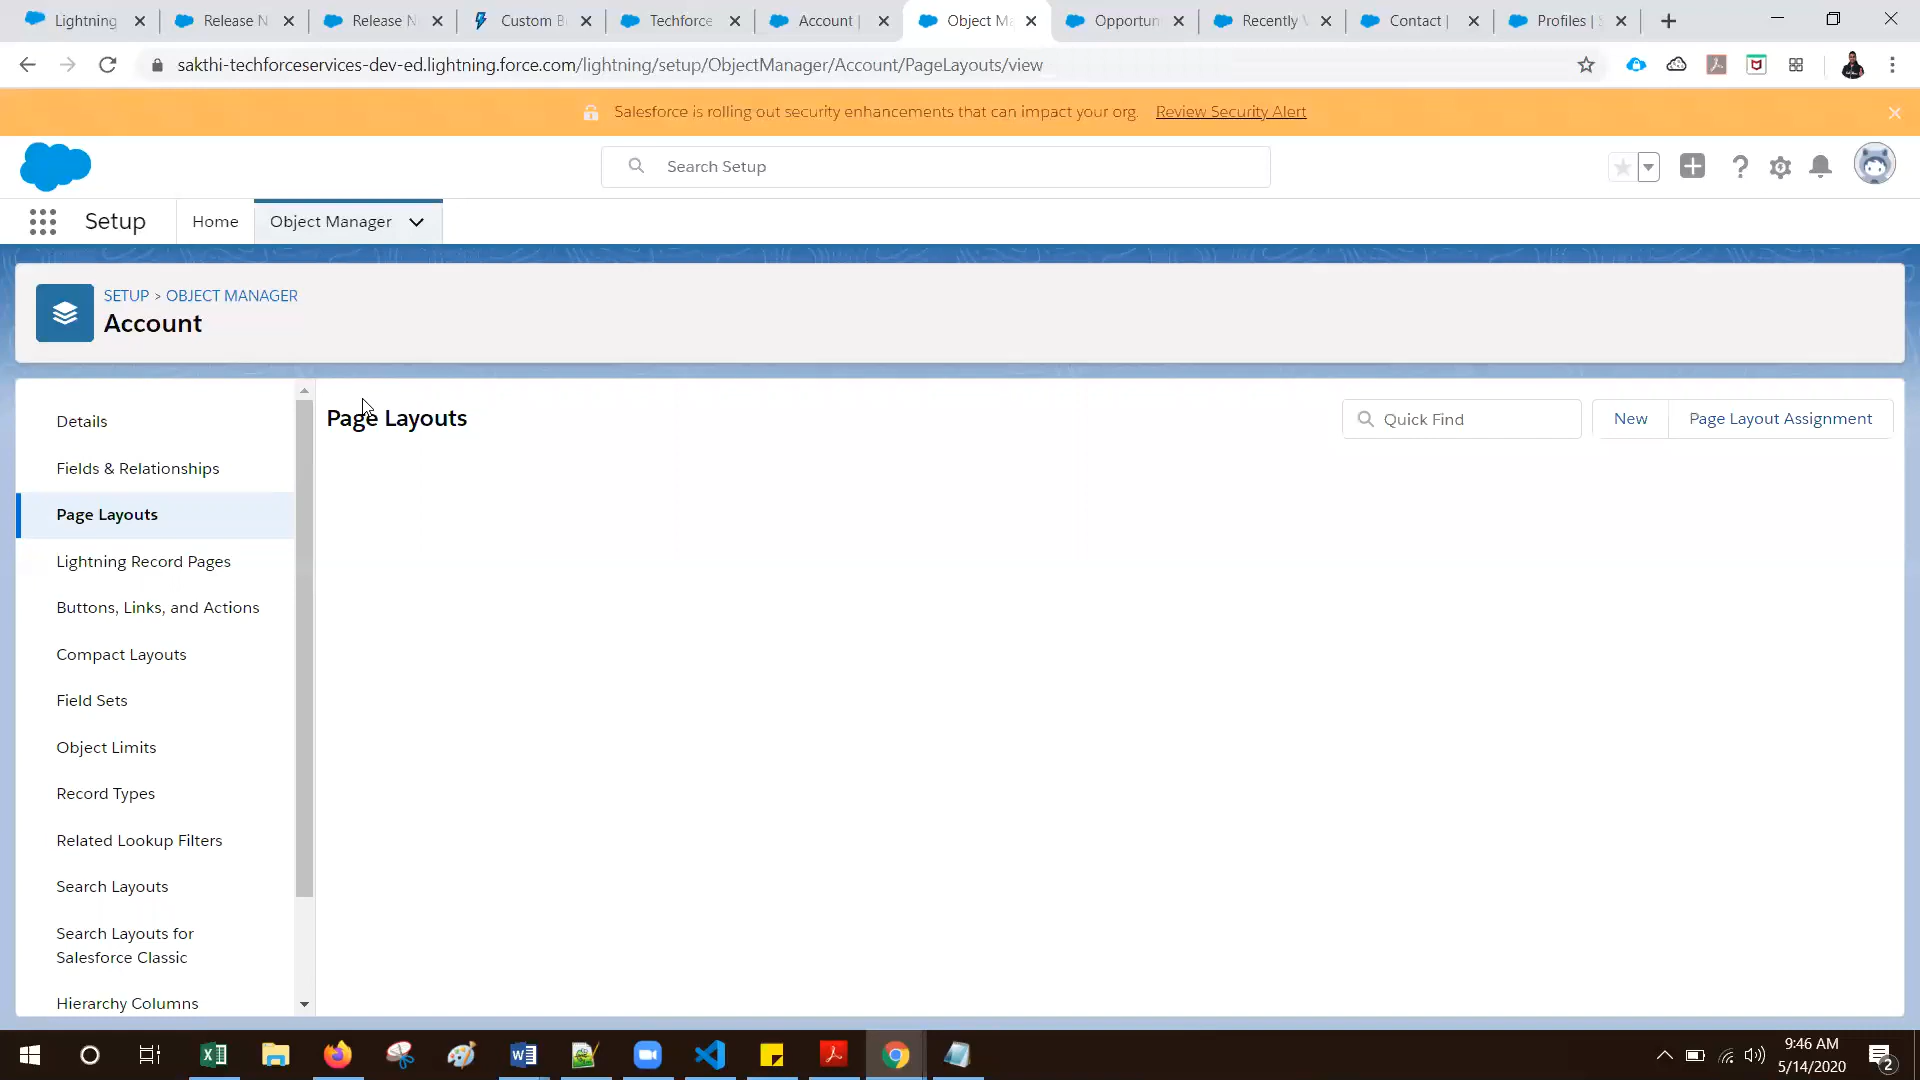 Lightning
Release N
Release N
Custom B
Techforce
Account |
Object Ma
Opportun
Recently V
Contact |
Profiles | S
sakthi-techforceservices-dev-ed.lightning.force.com/lightning/setup/ObjectManager/Account/PageLayouts/view
Salesforce is rolling out security enhancements that can impact your org. Review Security Alert
Search Setup
Setup
Home
Object Manager
SETUP > OBJECT MANAGER
Account
Details
Fields & Relationships
Page Layouts
Lightning Record Pages
Buttons, Links, and Actions
Compact Layouts
Field Sets
Object Limits
Record Types
Related Lookup Filters
Search Layouts
Search Layouts for
Salesforce Classic
Hierarchy Columns
Page Layouts
Quick Find
New
Page Layout Assignment
9:46 AM
5/14/2020
2